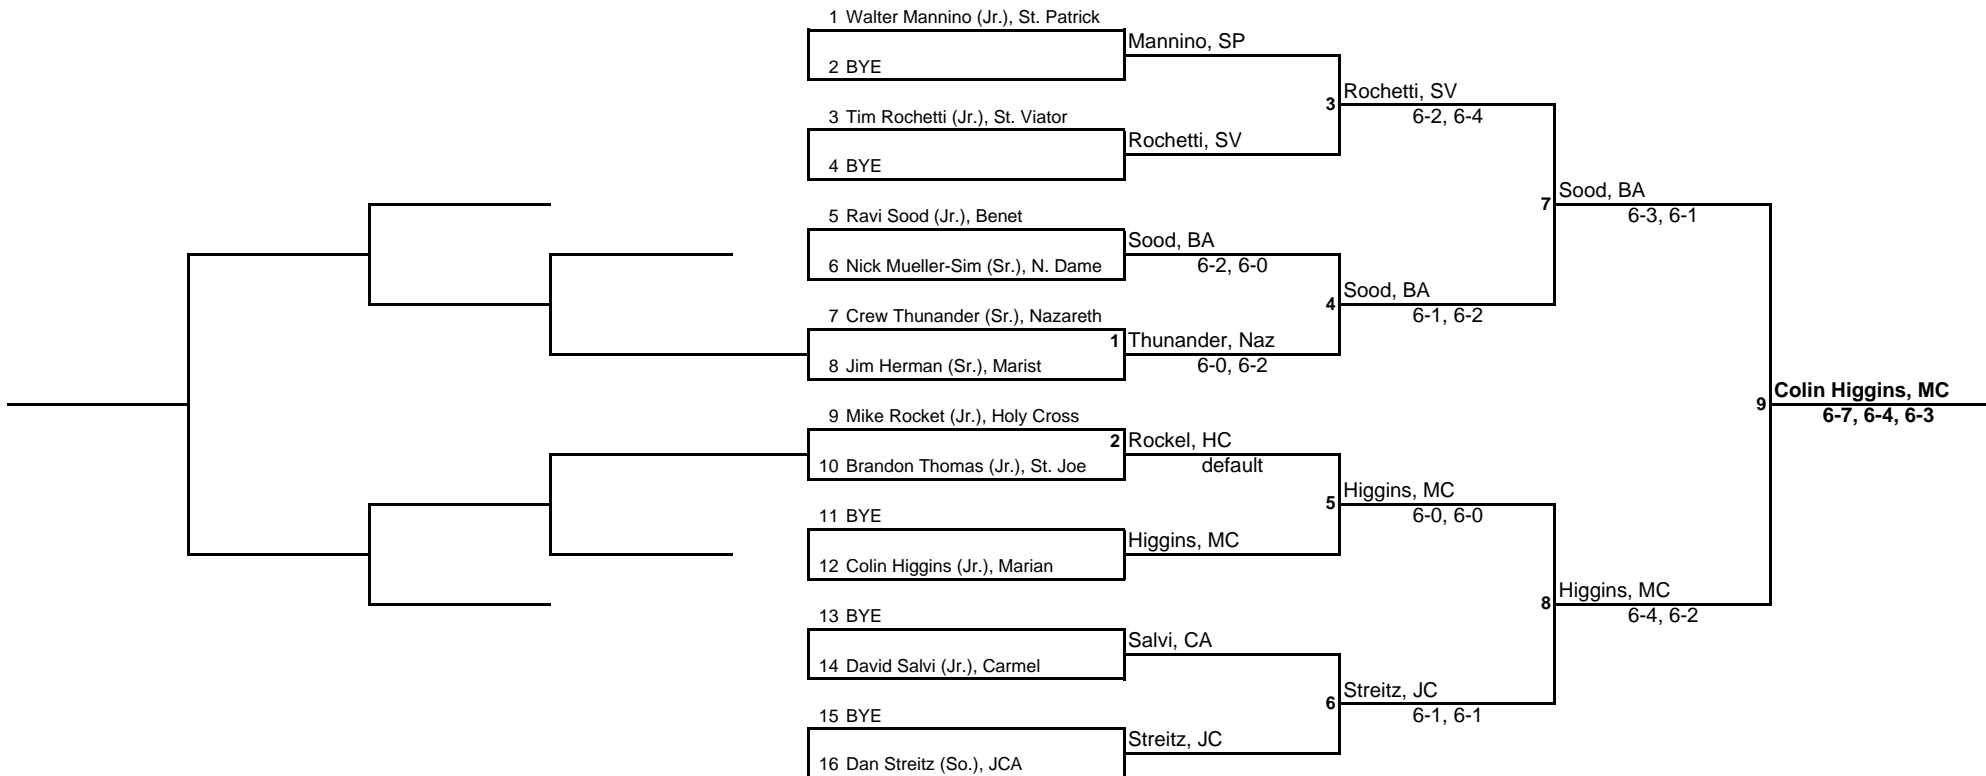 1 Walter Mannino (Jr.), St. Patrick
Mannino, SP
2 BYE
Rochetti, SV
3
6-2, 6-4
3 Tim Rochetti (Jr.), St. Viator
Rochetti, SV
4 BYE
Sood, BA
7
6-3, 6-1
5 Ravi Sood (Jr.), Benet
Sood, BA
6 Nick Mueller-Sim (Sr.), N. Dame
6-2, 6-0
Sood, BA
4
6-1, 6-2
7 Crew Thunander (Sr.), Nazareth
1 Thunander, Naz
8 Jim Herman (Sr.), Marist
6-0, 6-2
Colin Higgins, MC
9
6-7, 6-4, 6-3
9 Mike Rocket (Jr.), Holy Cross
2 Rockel, HC
10 Brandon Thomas (Jr.), St. Joe
default
Higgins, MC
5
6-0, 6-0
11 BYE
Higgins, MC
12 Colin Higgins (Jr.), Marian
Higgins, MC
8
6-4, 6-2
13 BYE
Salvi, CA
14 David Salvi (Jr.), Carmel
Streitz, JC
6
6-1, 6-1
15 BYE
Streitz, JC
16 Dan Streitz (So.), JCA